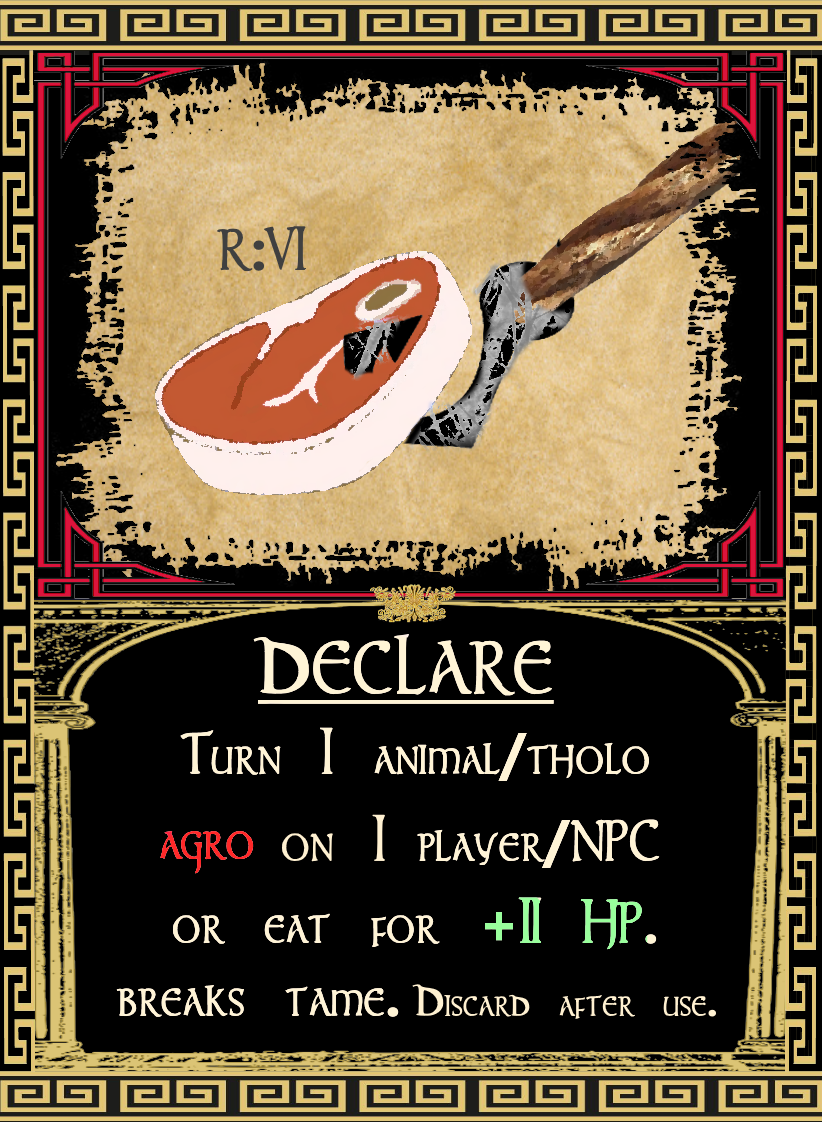 R:VI
DECLARE
TURN I ANIMAL/THOLO
AGRO ON I PLAYER/NPC
OR EAT FOR +II HP.
BREAKS TAME. DISCARD AFTER USE.